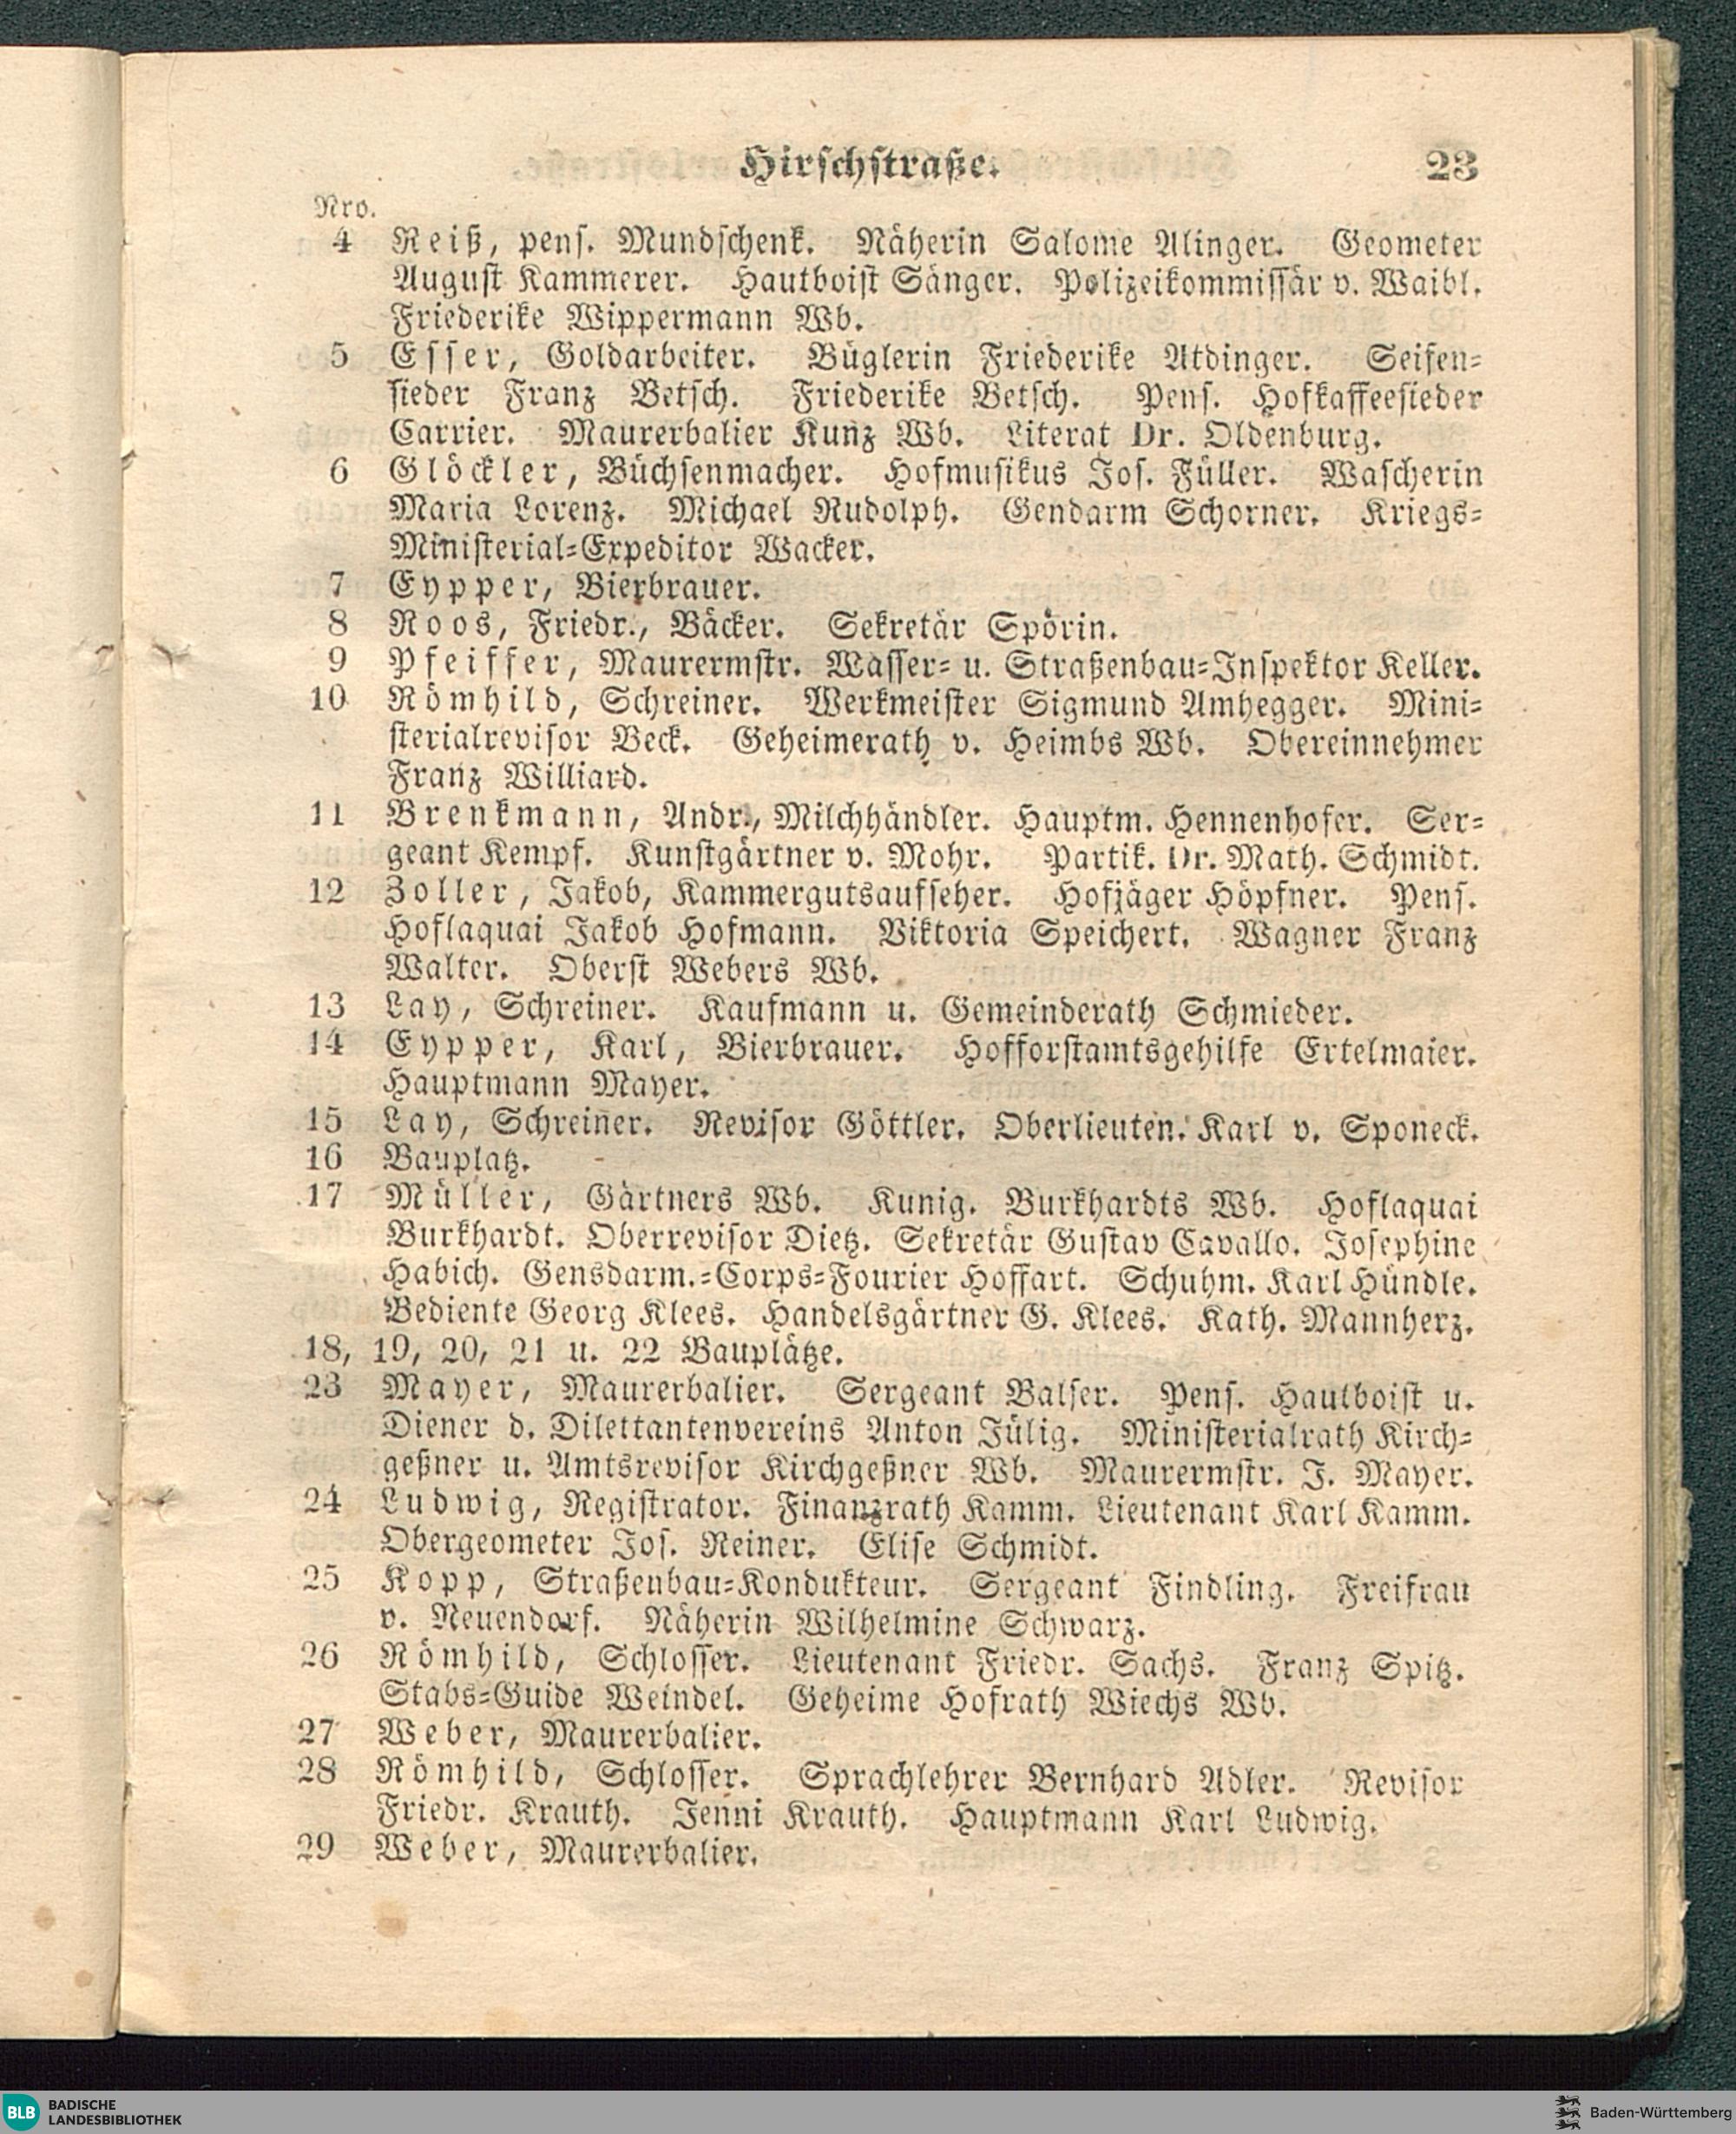 Hirschstraße. 23
Nro.
4 Reiß, pens. Mundschenk. Näherin Salome Alinger. Geometer
August Kammerer. Hautboist Sänger. Polizeikommissär v. Waibl.
Friederike Wippermann Wb.
5 Esser, Goldarbeiter. Büglerin Friederike Atdinger. Seifen-
sieder Franz Betsch. Friederike Betsch. Pens. Hofkaffeesieder
Carrier. Maurerbalier Kunz Wb. Literat Dr. Oldenburg.
6 Glöckler, Büchsenmacher. Hofmusikus Jos. Füller. Wascherin
Maria Lorenz. Michael Rudolph. Gendarm Schorner. Kriegs-
Ministerial-Expeditor Wacker.
7 Eypper, Bierbrauer.
8 Roos, Friedr., Bäcker. Sekretär Spörin.
9 Pfeiffer, Maurermstr. Wasser- u. Straßenbau-Inspektor Keller.
10 Römhild, Schreiner. Werkmeister Sigmund Amhegger. Mini-
sterialrevisor Beck. Geheimerath v. Heimbs Wb. Obereinnehmer
Franz Williard.
11 Brenkmann, Andr., Milchhändler. Hauptm. Hennenhofer. Ser-
geant Kempf. Kunstgärtner v. Mohr. Partik. Dr. Math. Schmidt.
12 Zoller, Jakob, Kammergutsaufseher. Hofjäger Höpfner. Pens.
Hoflaquai Jakob Hofmann. Viktoria Speichert. Wagner Franz
Walter. Oberst Webers Wb.
13 Lay, Schreiner. Kaufmann u. Gemeinderath Schmieder.
14 Eypper, Karl, Bierbrauer. Hofforstamtsgehilfe Ertelmaier.
Hauptmann Mayer.
15 Lay, Schreiner. Revisor Göttler. Oberlieuten. Karl v. Sponeck.
16 Bauplatz.
17 Müller, Gärtners Wb. Kunig. Burkhardts Wb. Hoflaquai
Burkhardt. Oberrevisor Dietz. Sekretär Gustav Cavallo. Josephine
Habich. Gensdarm.-Corps-Fourier Hoffart. Schuhm. Karl Hündle.
Bediente Georg Klees. Handelsgärtner G. Klees. Kath. Mannherz.
18, 19, 20, 21 u. 22 Bauplätze.
23 Mayer, Maurerbalier. Sergeant Balser. Pens. Hautboist u.
Diener d. Dilettantenvereins Anton Jülig. Ministerialrath Kirch-
geßner u. Amtsrevisor Kirchgeßner Wb. Maurermstr. J. Mayer.
24 Ludwig, Registrator. Finanzrath Kamm. Lieutenant Karl Kamm.
Obergeometer Jos. Reiner. Elise Schmidt.
25 Kopp, Straßenbau-Kondukteur. Sergeant Findling. Freifrau
v. Neuendorf. Näherin Wilhelmine Schwarz.
26 Römhild, Schlosser. Lieutenant Friedr. Sachs. Franz Spitz.
Stabs-Guide Weindel. Geheime Hofrath Wiechs Wb.
27 Weber, Maurerbalier.
28 Römhild, Schlosser. Sprachlehrer Bernhard Adler. Revisor
Friedr. Krauth. Jenni Krauth. Hauptmann Karl Ludwig.
29 Weber, Maurerbalier.
BLB BADISCHE
LANDESBIBLIOTHEK
Baden-Württemberg